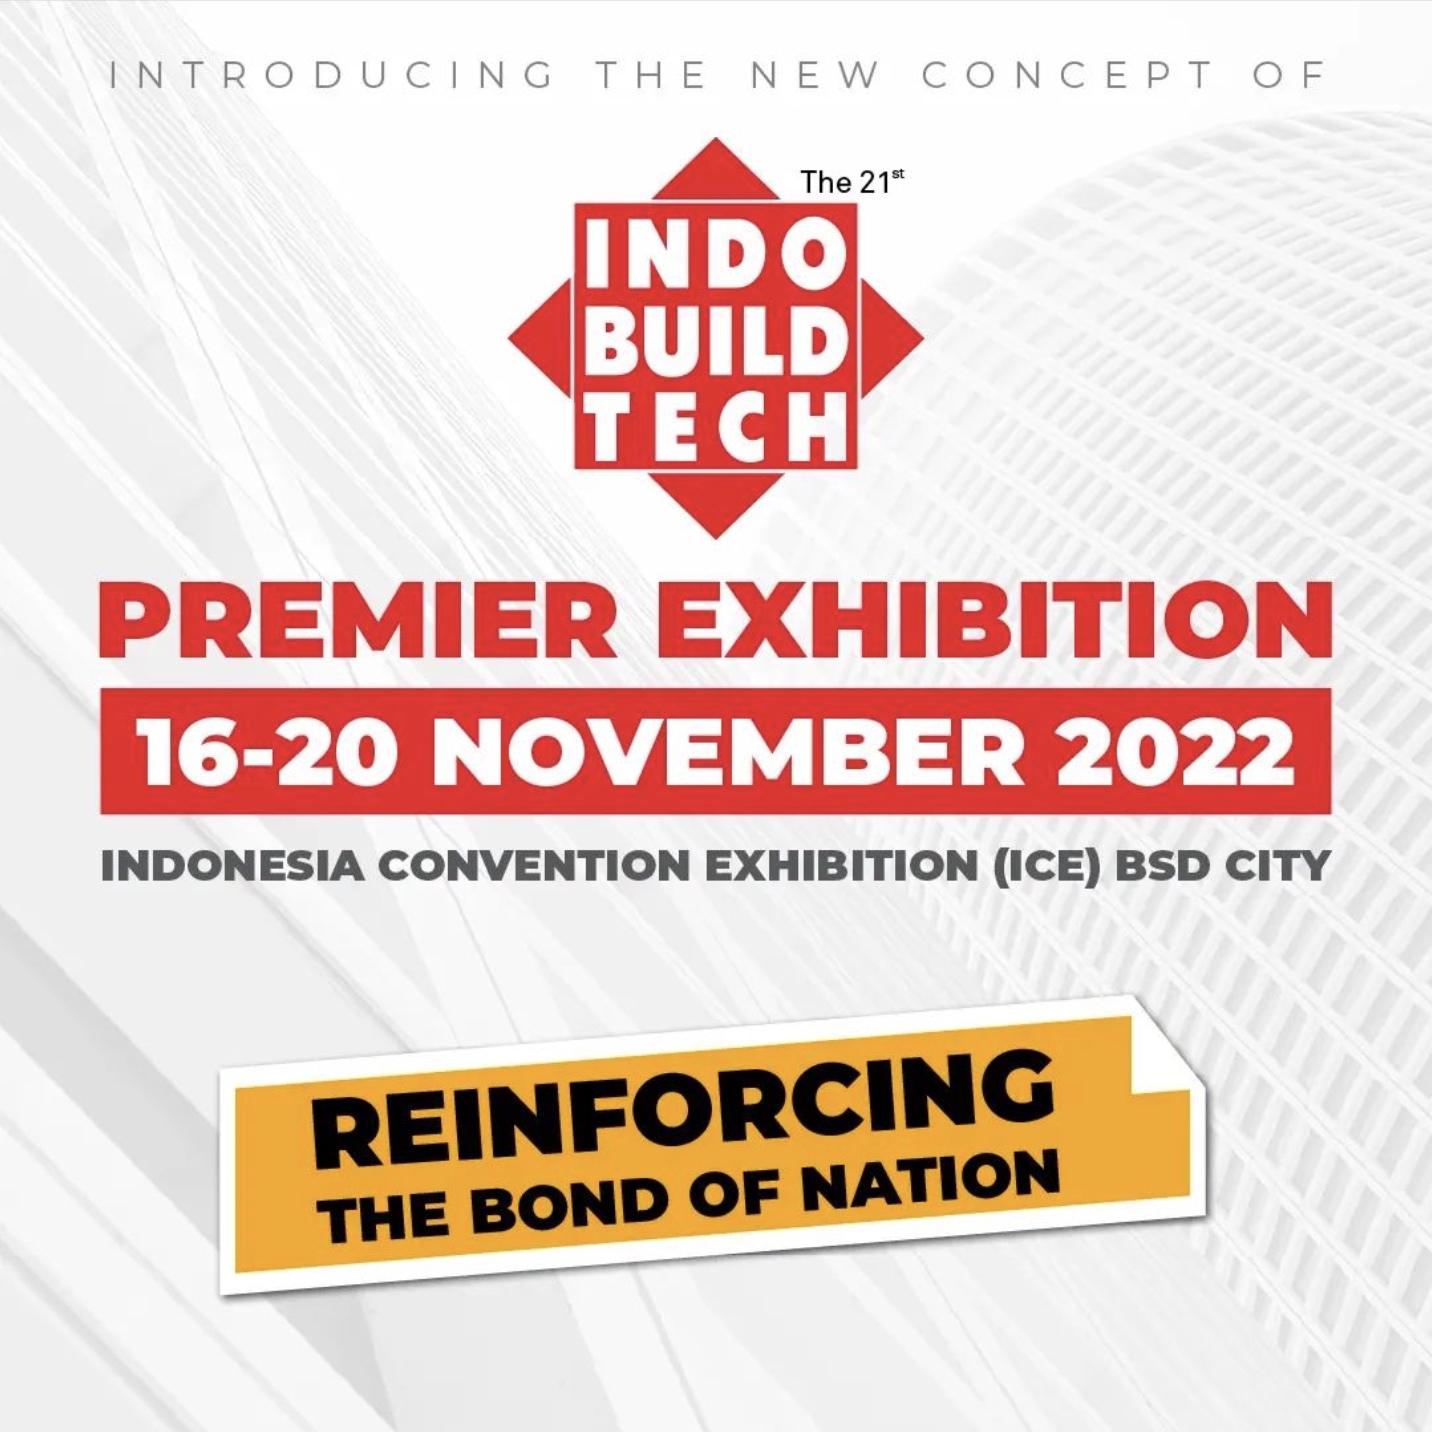 INTRODUCING THE NEW CONCEPT OF
The 21st
INDO
BUILD
TECH
PREMIER EXHIBITION
16-20 NOVEMBER 2022
INDONESIA CONVENTION EXHIBITION (ICE) BSD CITY
REINFORCING
THE BOND OF NATION